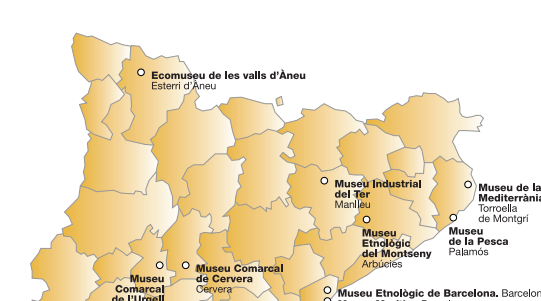 Ecomuseu de les valls d'Àneu
Esterri d'Àneu
Museu Industrial
del Ter
Manlleu
Museu de la
Mediterrània
Torroella
de Montgrí
Museu
Etnològic
del Montseny
Arbúcies
Museu
de la Pesca
Palamós
Museu
Comarcal
de l'Urgell
Museu Comarcal
de Cervera
Cervera
Museu Etnològic de Barcelona. Barcelon